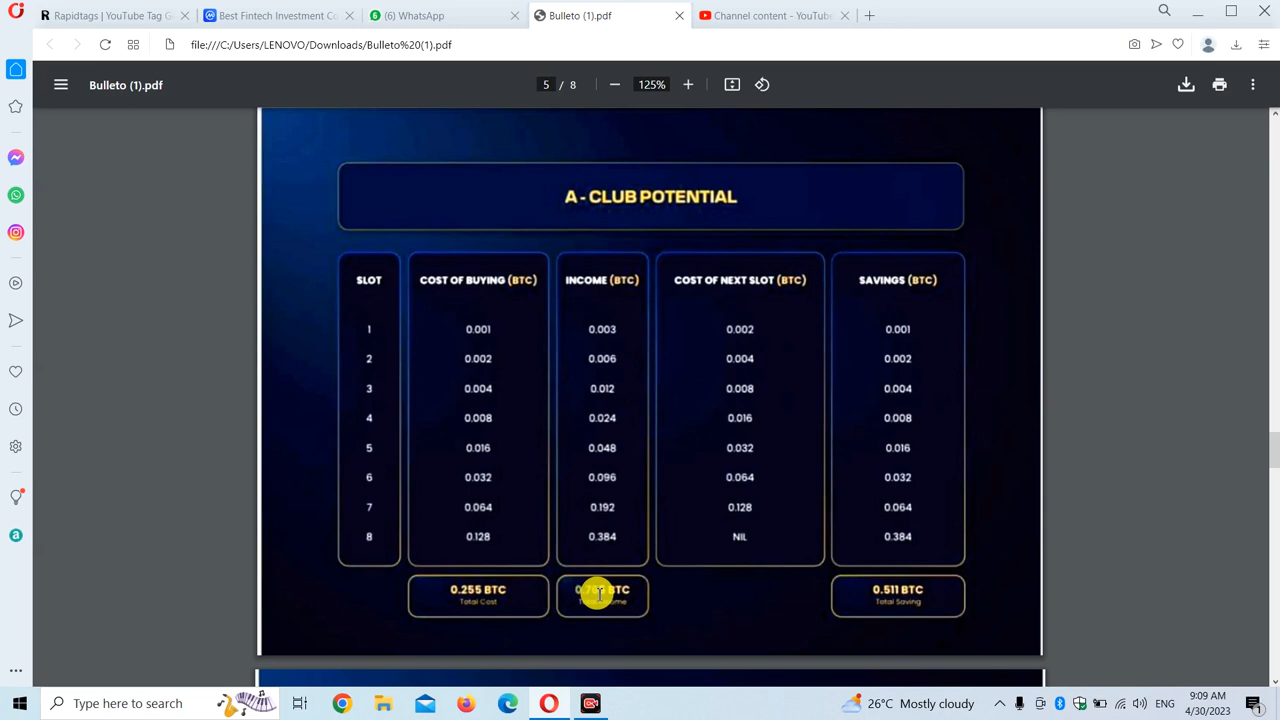 Rapidtags | YouTube Tag G
Best Fintech Investment Co
(6) WhatsApp
Bulleto (1).pdf
Channel content - YouTube
file:///C:/Users/LENOVO/Downloads/Bulleto%20(1).pdf
Bulleto (1).pdf
5 / 8
125%
A - CLUB POTENTIAL
SLOT COST OF BUYING (BTC) INCOME (BTC) COST OF NEXT SLOT (BTC) SAVINGS (BTC)
1 0.001 0.003 0.002 0.001
2 0.002 0.006 0.004 0.002
3 0.004 0.012 0.008 0.004
4 0.008 0.024 0.016 0.008
5 0.016 0.048 0.032 0.016
6 0.032 0.096 0.064 0.032
7 0.064 0.192 0.128 0.064
8 0.128 0.384 NIL 0.384
0.255 BTC BTC 0.511 BTC
Total Cost Total Saving
Type here to search
26°C Mostly cloudy
ENG
9:09 AM
4/30/2023